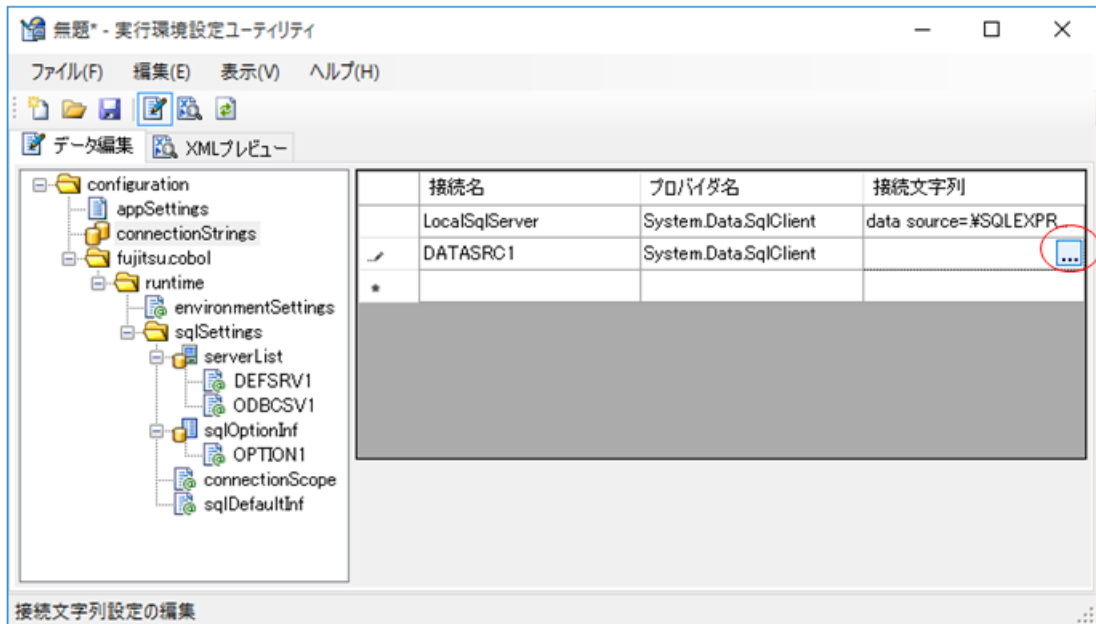 無題* - 実行環境設定ユーティリティ
ファイル(F) 編集(E) 表示(V) ヘルプ(H)
データ編集 XMLプレビュー
configuration
appSettings
connectionStrings
fujitsu.cobol
runtime
environmentSettings
sqlSettings
serverList
DEFSRV1
ODBCSV1
sqlOptionInf
OPTION1
connectionScope
sqlDefaultInf
接続名 プロバイダ名 接続文字列
LocalSqlServer System.Data.SqlClient data source=.¥SQLEXPR...
DATASRC1 System.Data.SqlClient ...
接続文字列設定の編集